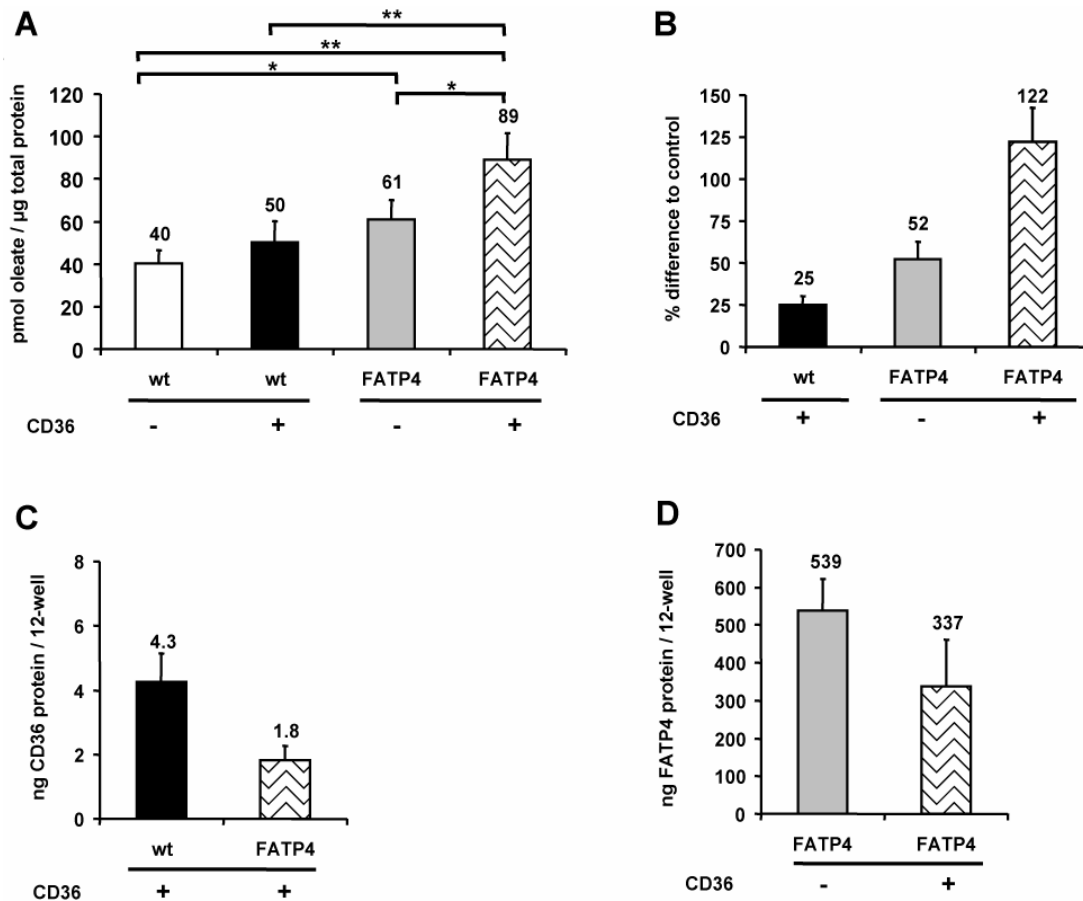 A
**
**
*
*
pmol oleate / µg total protein
120
100
80
60
40
20
0
40
50
61
89
wt
wt
FATP4
FATP4
CD36
-
+
-
+
B
% difference to control
150
125
100
75
50
25
0
25
52
122
wt
FATP4
FATP4
CD36
+
-
+
C
ng CD36 protein / 12-well
8
6
4
2
0
4.3
1.8
wt
FATP4
CD36
+
+
D
ng FATP4 protein / 12-well
700
600
500
400
300
200
100
0
539
337
FATP4
FATP4
CD36
-
+